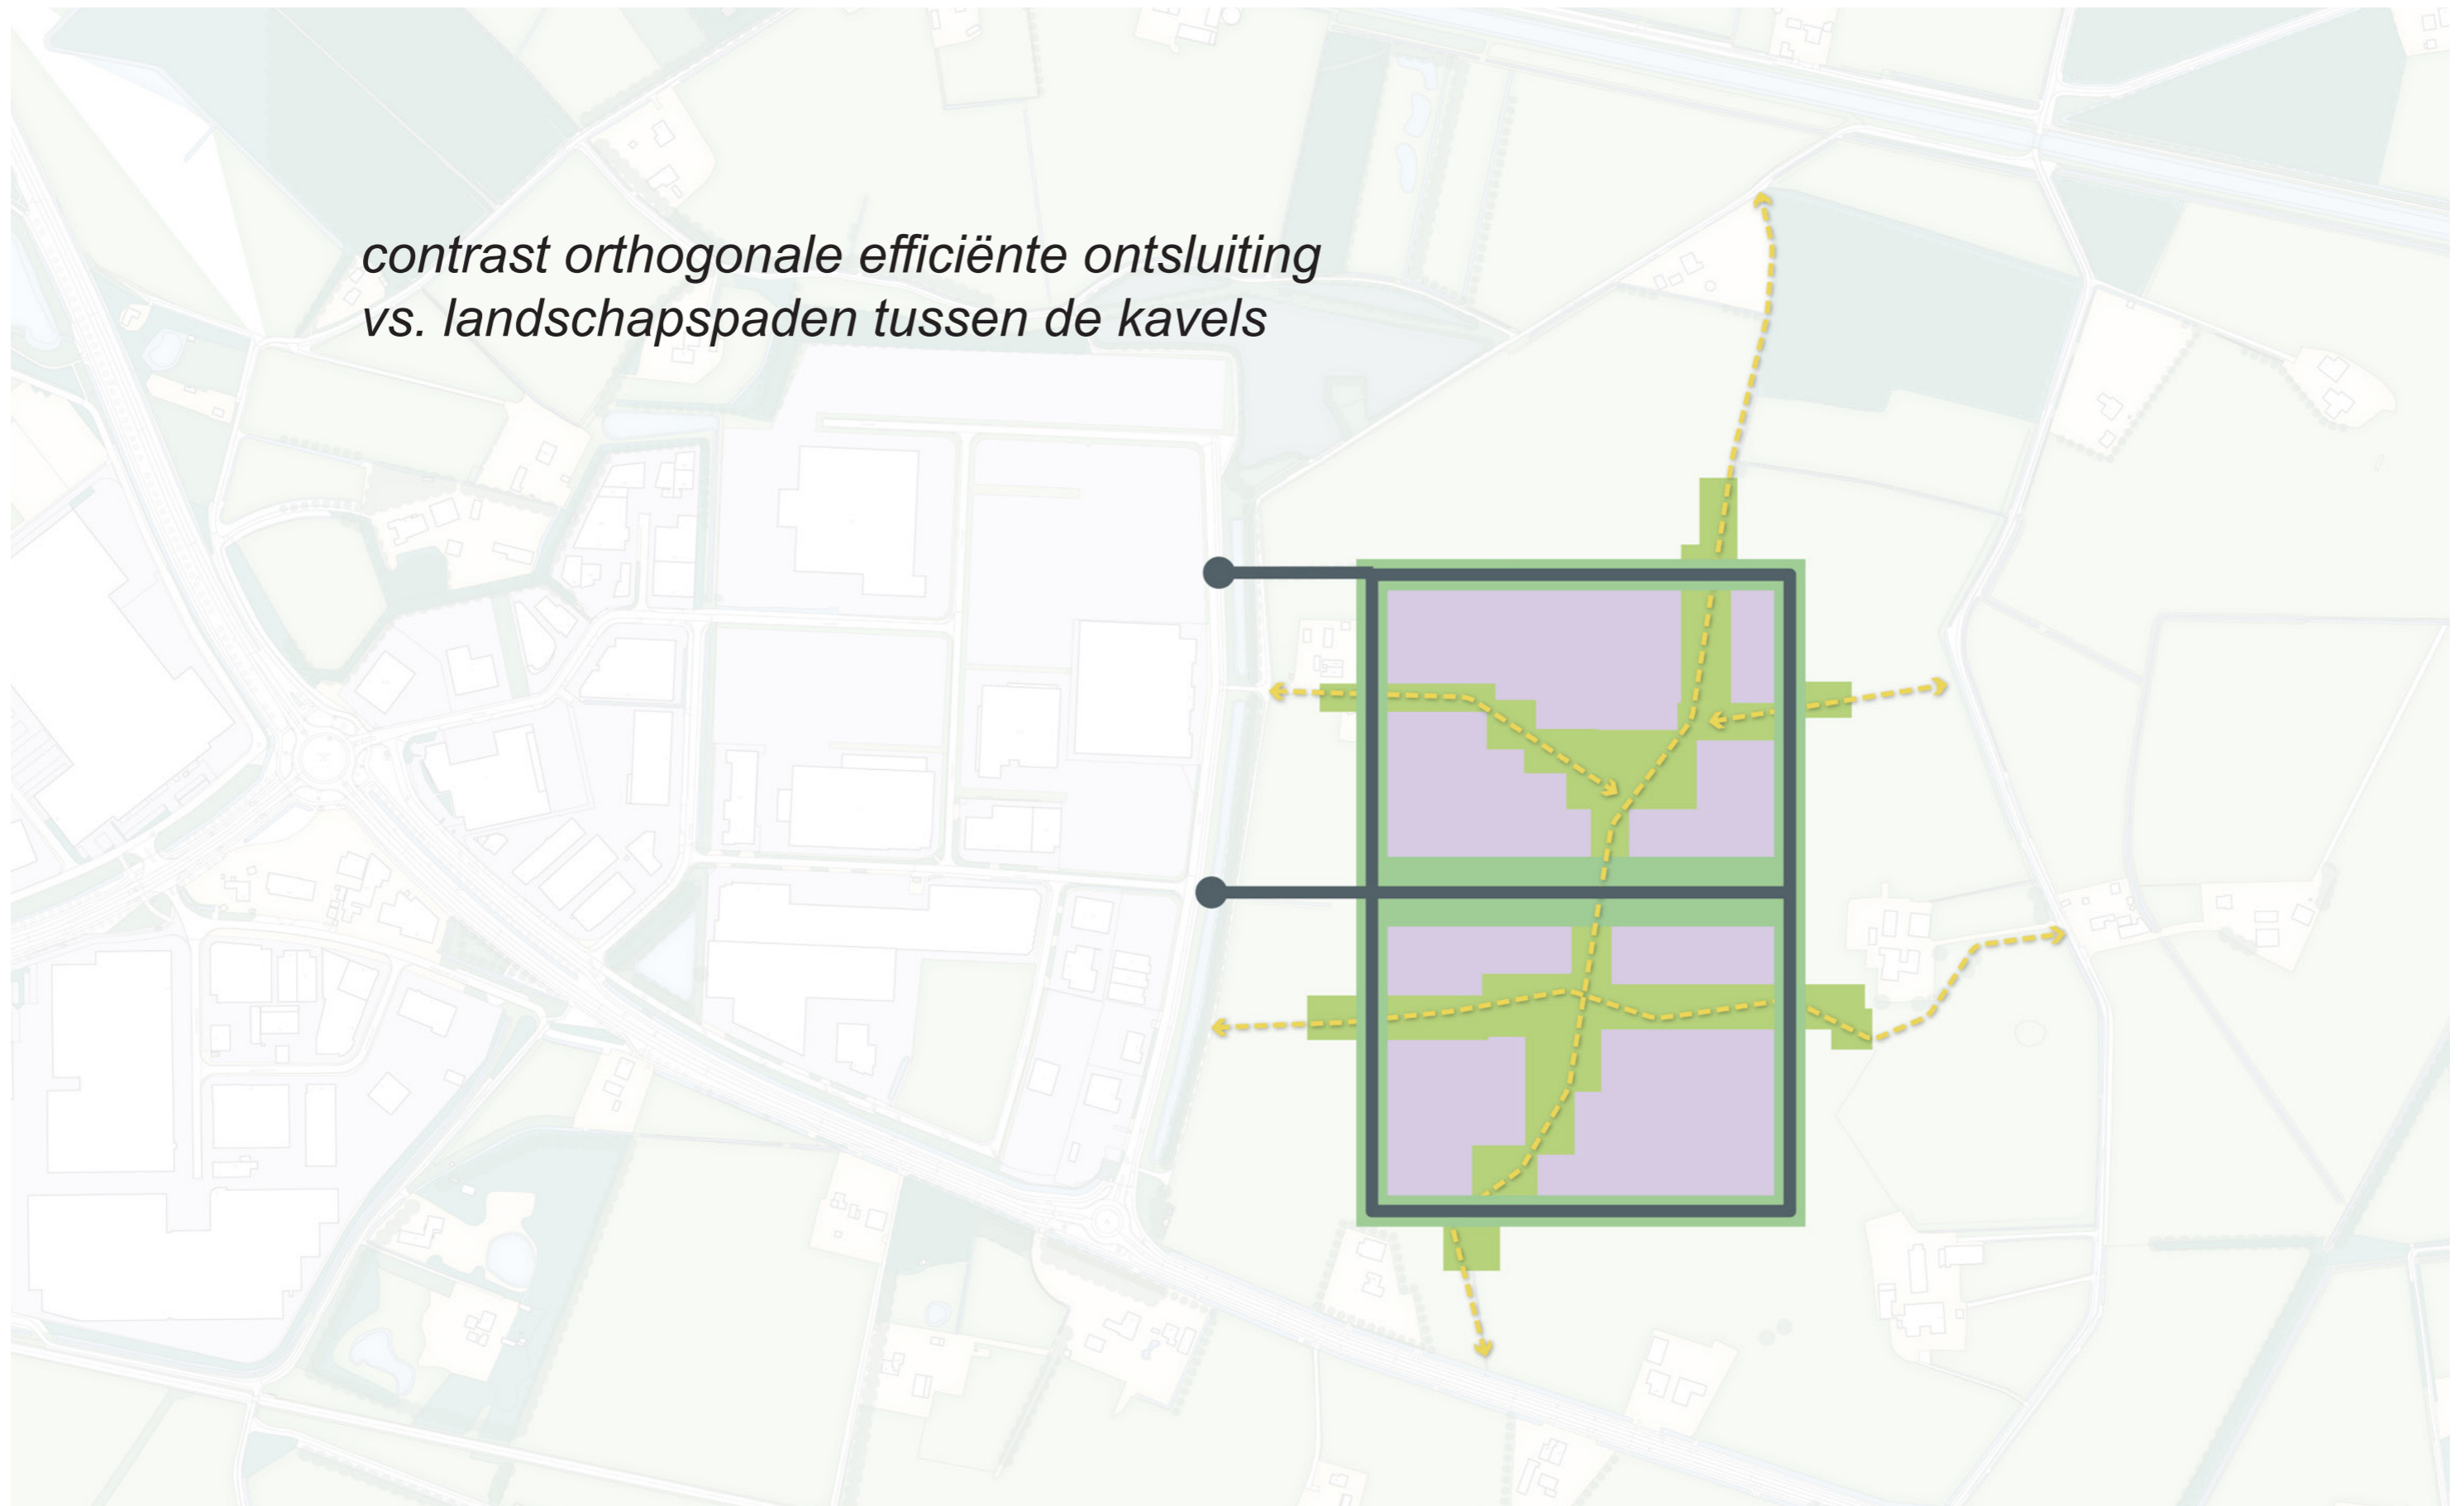 contrast orthogonale efficiënte ontsluiting
vs. landschapspaden tussen de kavels